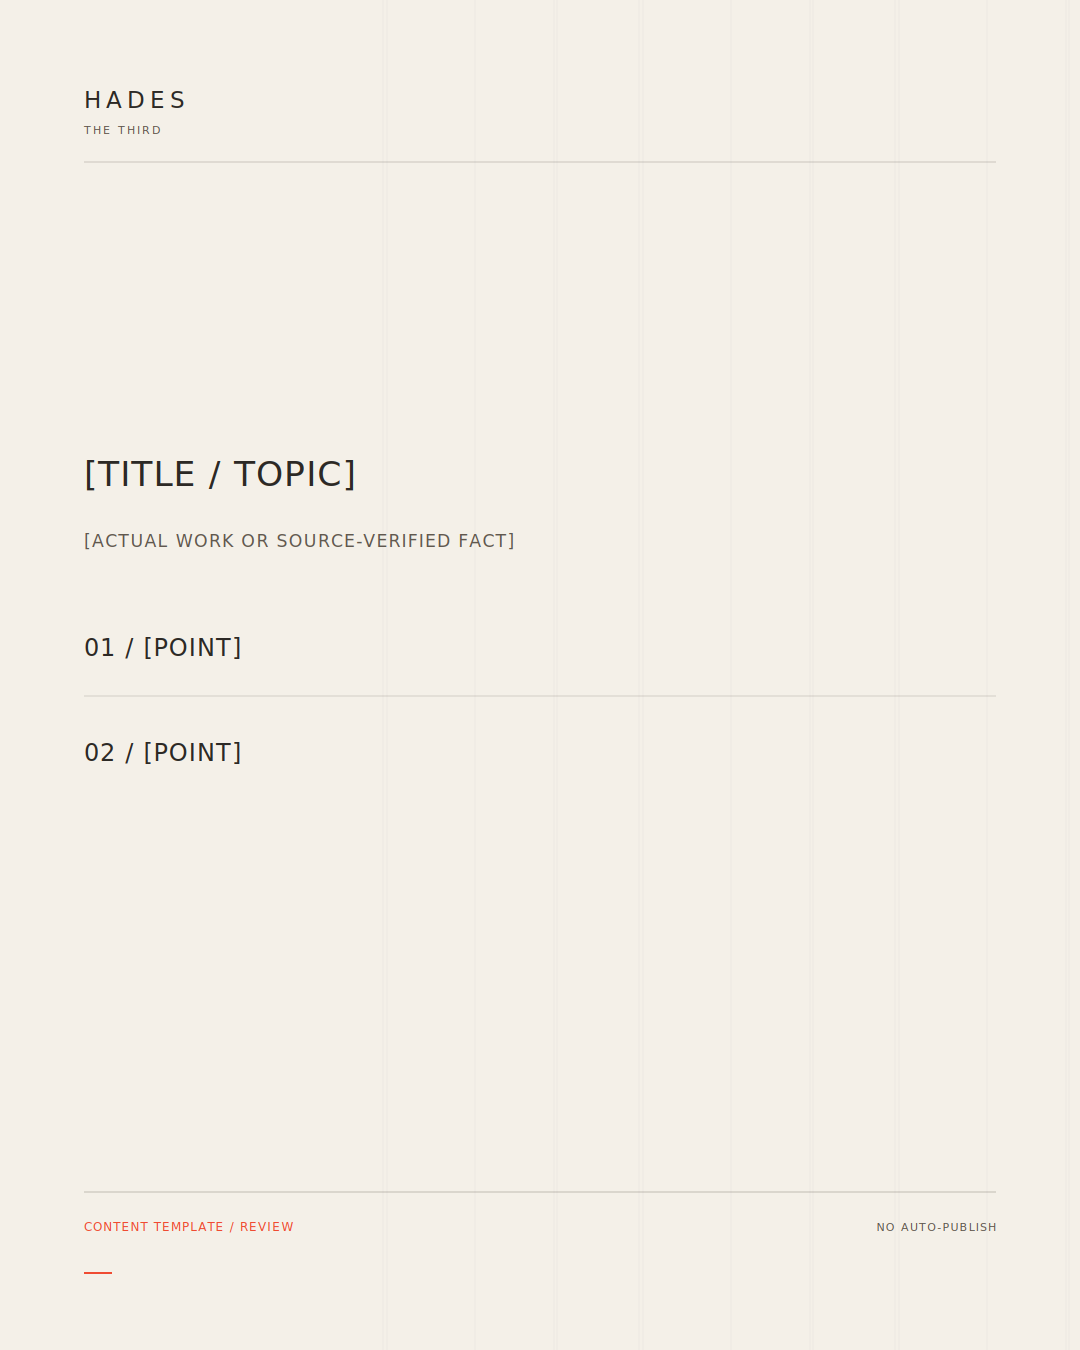 HADES
THE THIRD
[TITLE / TOPIC]
[ACTUAL WORK OR SOURCE-VERIFIED FACT]
01 / [POINT]
02 / [POINT]
CONTENT TEMPLATE / REVIEW
NO AUTO-PUBLISH